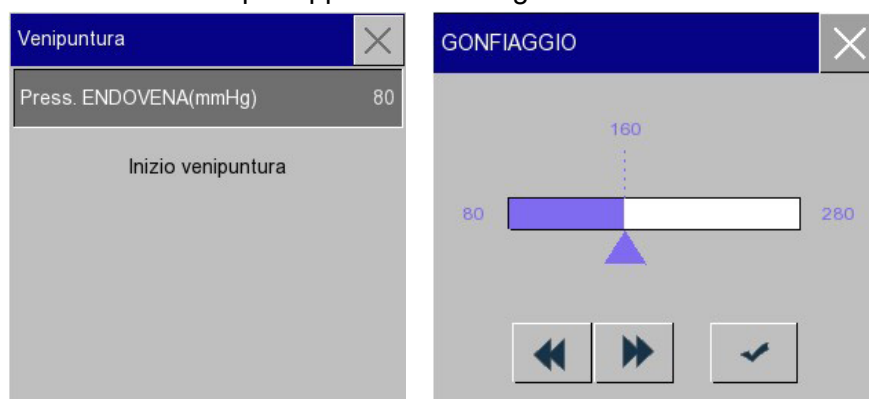 Venipuntura
Press. ENDOVENA(mmHg) 80
Inizio venipuntura
GONFIAGGIO
160
80 280